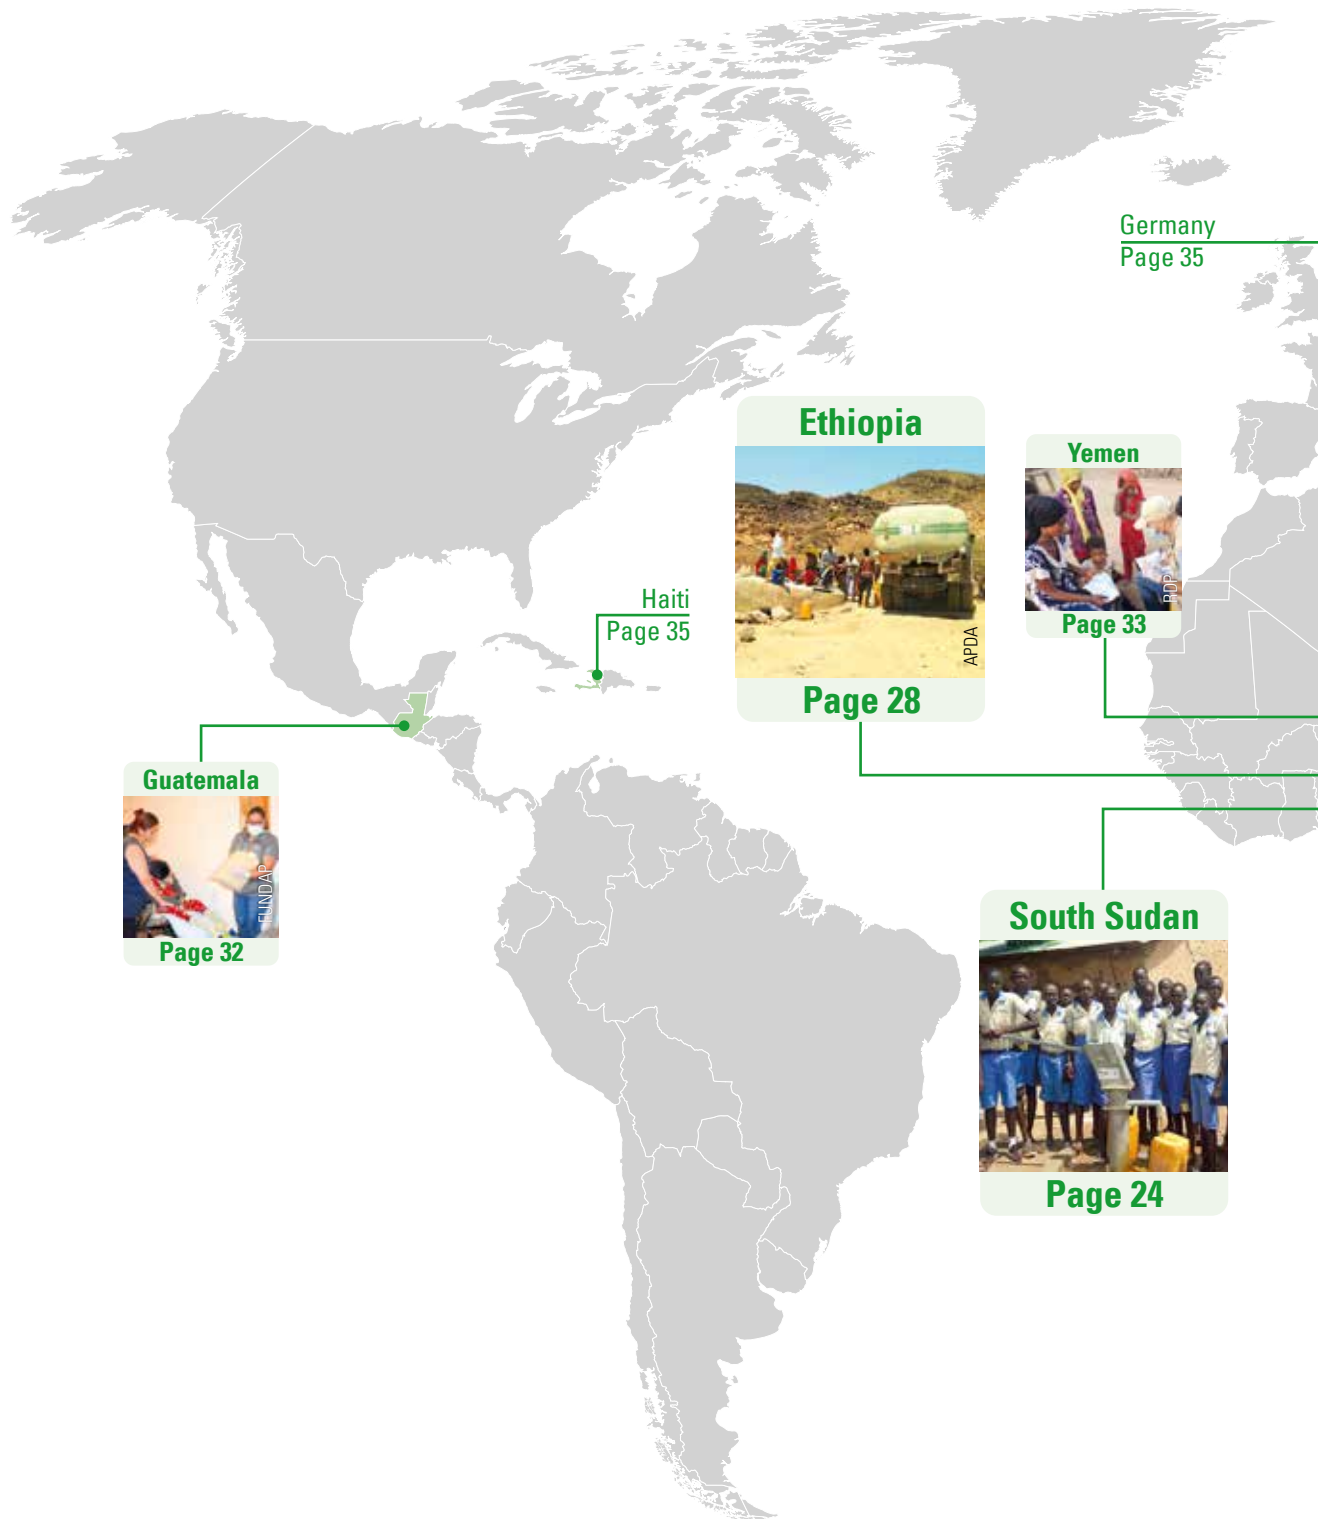 Germany
Page 35
Ethiopia
APDA
Page 28
Yemen
RDP
Page 33
Haiti
Page 35
Guatemala
FUNDAP
Page 32
South Sudan
Page 24